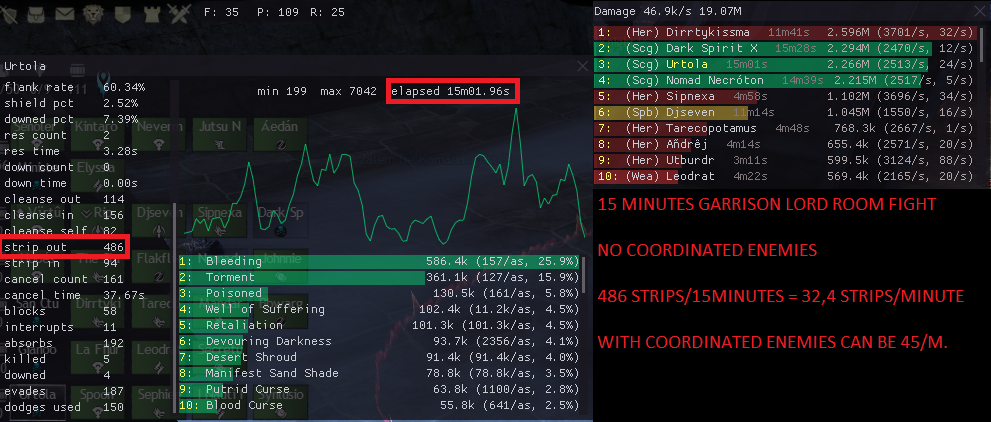 F: 35 P: 109 R: 25
Urtola
flank rate 60.34%
shield pct 2.52%
downed pct 7.39%
res count 2
res time 3.28s
down count 0
down time 0.00s
cleanse out 114
cleanse in 156
cleanse self 82
strip out 486
strip in 94
cancel count 161
cancel time 37.67s
blocks 58
interrupts 11
absorbs 192
killed 5
downed 4
evades 187
dodges used 150
min 199 max 7042 elapsed 15m01.96s
Kintaro
Jutsu N
Aedán
Elyssa
Djseven
Sipnexa
Dark Sp
1: Bleeding 586.4k (157/as, 25.9%)
2: Torment 361.1k (127/as, 15.9%)
3: Poisoned 130.5k (161/as, 5.8%)
4: Well of Suffering 102.4k (11.2k/as, 4.5%)
5: Retaliation 101.3k (101.3k/as, 4.5%)
6: Devouring Darkness 93.7k (2356/as, 4.1%)
7: Desert Shroud 91.4k (91.4k/as, 4.0%)
8: Manifest Sand Shade 78.8k (78.8k/as, 3.5%)
9: Putrid Curse 63.8k (1100/as, 2.8%)
10: Blood Curse 55.8k (641/as, 2.5%)
Damage 46.9k/s 19.07M
1: (Her) Dirrtykissma 11m41s 2.596M (3701/s, 32/s)
2: (Scg) Dark Spirit X 15m28s 2.294M (2470/s, 12/s)
3: (Scg) Urtola 15m01s 2.266M (2513/s, 24/s)
4: (Scg) Nomad Necróton 14m39s 2.215M (2517/s, 5/s)
5: (Her) Sipnexa 4m58s 1.102M (3696/s, 34/s)
6: (Spb) Djseven 11m14s 1.045M (1550/s, 16/s)
7: (Her) Tarecopotamus 4m48s 768.3k (2667/s, 1/s)
8: (Her) Añrêj 4m14s 655.4k (2571/s, 20/s)
9: (Her) Utburdr 3m11s 599.5k (3124/s, 88/s)
10: (Wea) Leodrat 4m22s 569.4k (2165/s, 20/s)
15 MINUTES GARRISON LORD ROOM FIGHT
NO COORDINATED ENEMIES
486 STRIPS/15MINUTES = 32,4 STRIPS/MINUTE
WITH COORDINATED ENEMIES CAN BE 45/M.